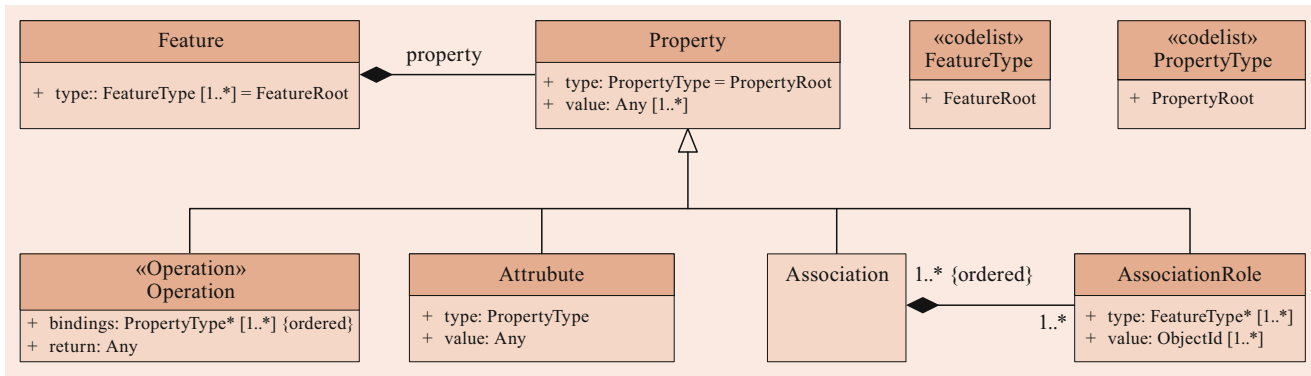 Feature
+ type:: FeatureType [1..*] = FeatureRoot
property
Property
+ type: PropertyType = PropertyRoot
+ value: Any [1..*]
«codelist»
FeatureType
+ FeatureRoot
«codelist»
PropertyType
+ PropertyRoot
«Operation»
Operation
+ bindings: PropertyType* [1..*] {ordered}
+ return: Any
Attrubute
+ type: PropertyType
+ value: Any
Association
1..* {ordered}
1..*
AssociationRole
+ type: FeatureType* [1..*]
+ value: ObjectId [1..*]